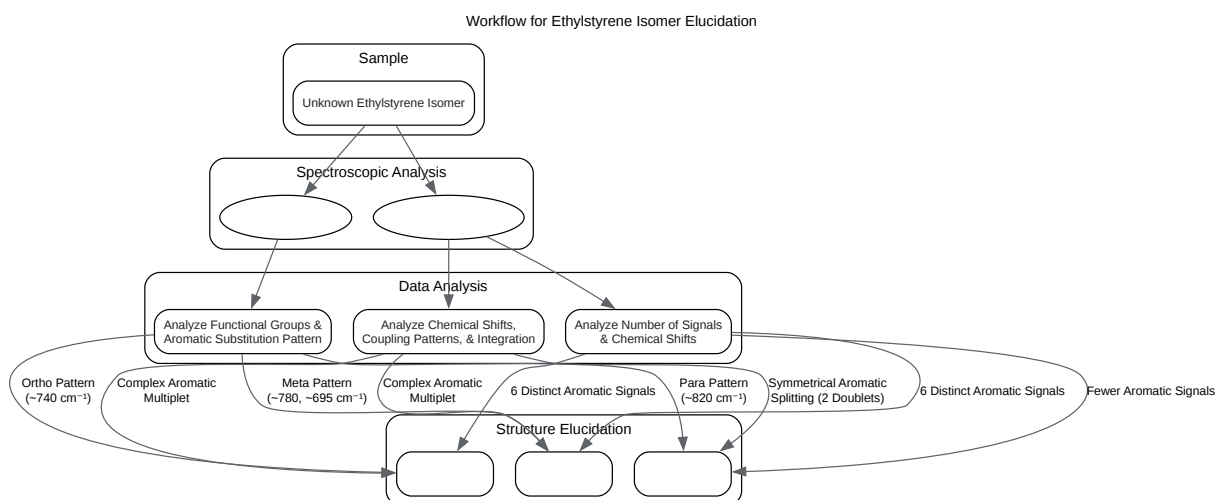 Workflow for Ethylstyrene Isomer Elucidation
Sample
Unknown Ethylstyrene Isomer
Spectroscopic Analysis
Data Analysis
Analyze Functional Groups &
Aromatic Substitution Pattern
Analyze Chemical Shifts,
Coupling Patterns, & Integration
Analyze Number of Signals
& Chemical Shifts
Ortho Pattern
(~740 cm⁻¹)
Complex Aromatic
Multiplet
Meta Pattern
(~780, ~695 cm⁻¹)
Complex Aromatic
Multiplet
6 Distinct Aromatic Signals
Para Pattern
(~820 cm⁻¹)
Symmetrical Aromatic
Splitting (2 Doublets)
6 Distinct Aromatic Signals
Fewer Aromatic Signals
Structure Elucidation